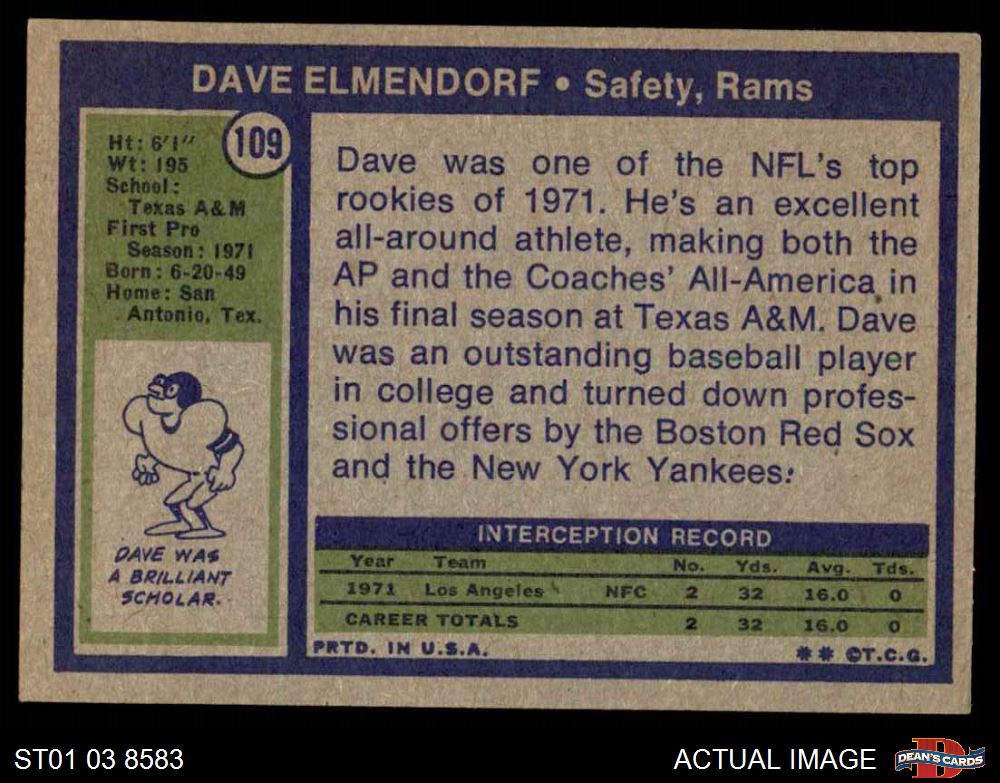 DAVE ELMENDORF • Safety, Rams
109
Ht: 6'1"
Wt: 195
School:
Texas A&M
First Pro
Season: 1971
Born: 6-20-49
Home: San
Antonio, Tex.
DAVE WAS
A BRILLIANT
SCHOLAR.
Dave was one of the NFL's top
rookies of 1971. He's an excellent
all-around athlete, making both the
AP and the Coaches' All-America in
his final season at Texas A&M. Dave
was an outstanding baseball player
in college and turned down profes-
sional offers by the Boston Red Sox
and the New York Yankees.
INTERCEPTION RECORD
Year Team No. Yds. Avg. Tds.
1971 Los Angeles NFC 2 32 16.0 0
CAREER TOTALS 2 32 16.0 0
PRTD. IN U.S.A. ** ©T.C.G.
ST01 03 8583 ACTUAL IMAGE
D
DEAN'S CARDS